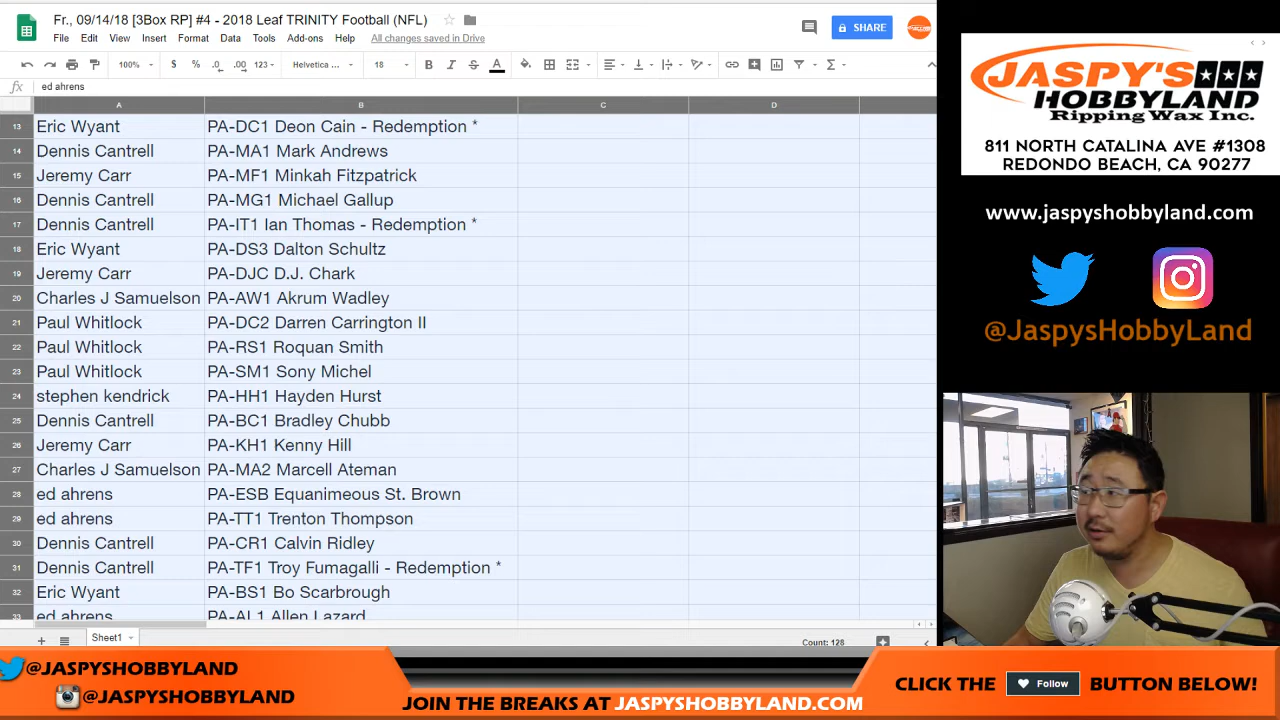 Fr., 09/14/18 [3Box RP] #4 - 2018 Leaf TRINITY Football (NFL)
File Edit View Insert Format Data Tools Add-ons Help All changes saved in Drive
SHARE
100% $ % .0 .00 123 Helvetica ... 18 B I S A
fx ed ahrens
A B C D
13 Eric Wyant PA-DC1 Deon Cain - Redemption *
14 Dennis Cantrell PA-MA1 Mark Andrews
15 Jeremy Carr PA-MF1 Minkah Fitzpatrick
16 Dennis Cantrell PA-MG1 Michael Gallup
17 Dennis Cantrell PA-IT1 Ian Thomas - Redemption *
18 Eric Wyant PA-DS3 Dalton Schultz
19 Jeremy Carr PA-DJC D.J. Chark
20 Charles J Samuelson PA-AW1 Akrum Wadley
21 Paul Whitlock PA-DC2 Darren Carrington II
22 Paul Whitlock PA-RS1 Roquan Smith
23 Paul Whitlock PA-SM1 Sony Michel
24 stephen kendrick PA-HH1 Hayden Hurst
25 Dennis Cantrell PA-BC1 Bradley Chubb
26 Jeremy Carr PA-KH1 Kenny Hill
27 Charles J Samuelson PA-MA2 Marcell Ateman
28 ed ahrens PA-ESB Equanimeous St. Brown
29 ed ahrens PA-TT1 Trenton Thompson
30 Dennis Cantrell PA-CR1 Calvin Ridley
31 Dennis Cantrell PA-TF1 Troy Fumagalli - Redemption *
32 Eric Wyant PA-BS1 Bo Scarbrough
33 ed ahrens PA-AL1 Allen Lazard
Sheet1
Count: 128
JASPY'S
HOBBYLAND
Ripping Wax Inc.
811 NORTH CATALINA AVE #1308
REDONDO BEACH, CA 90277
www.jaspyshobbyland.com
@JaspysHobbyLand
@JASPYSHOBBYLAND
@JASPYSHOBBYLAND
JOIN THE BREAKS AT JASPYSHOBBYLAND.COM
CLICK THE Follow BUTTON BELOW!